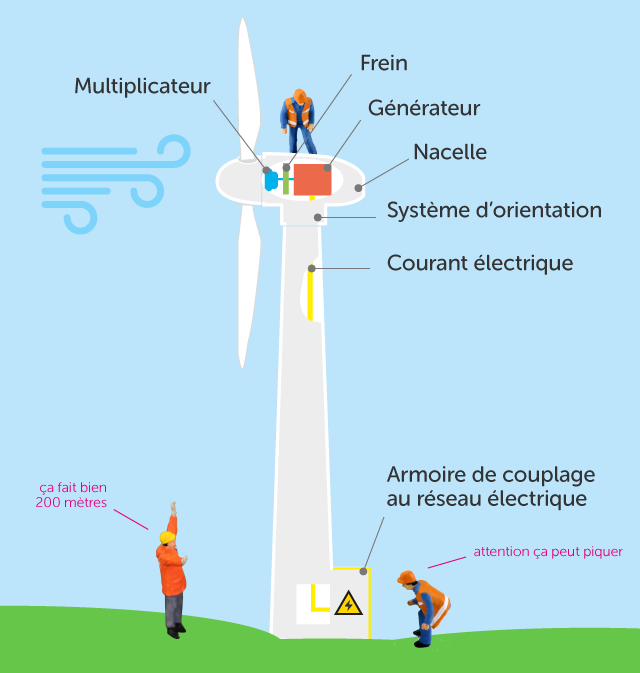 Frein
Multiplicateur
Générateur
Nacelle
Système d'orientation
Courant électrique
Armoire de couplage
au réseau électrique
ça fait bien
200 mètres
attention ça peut piquer